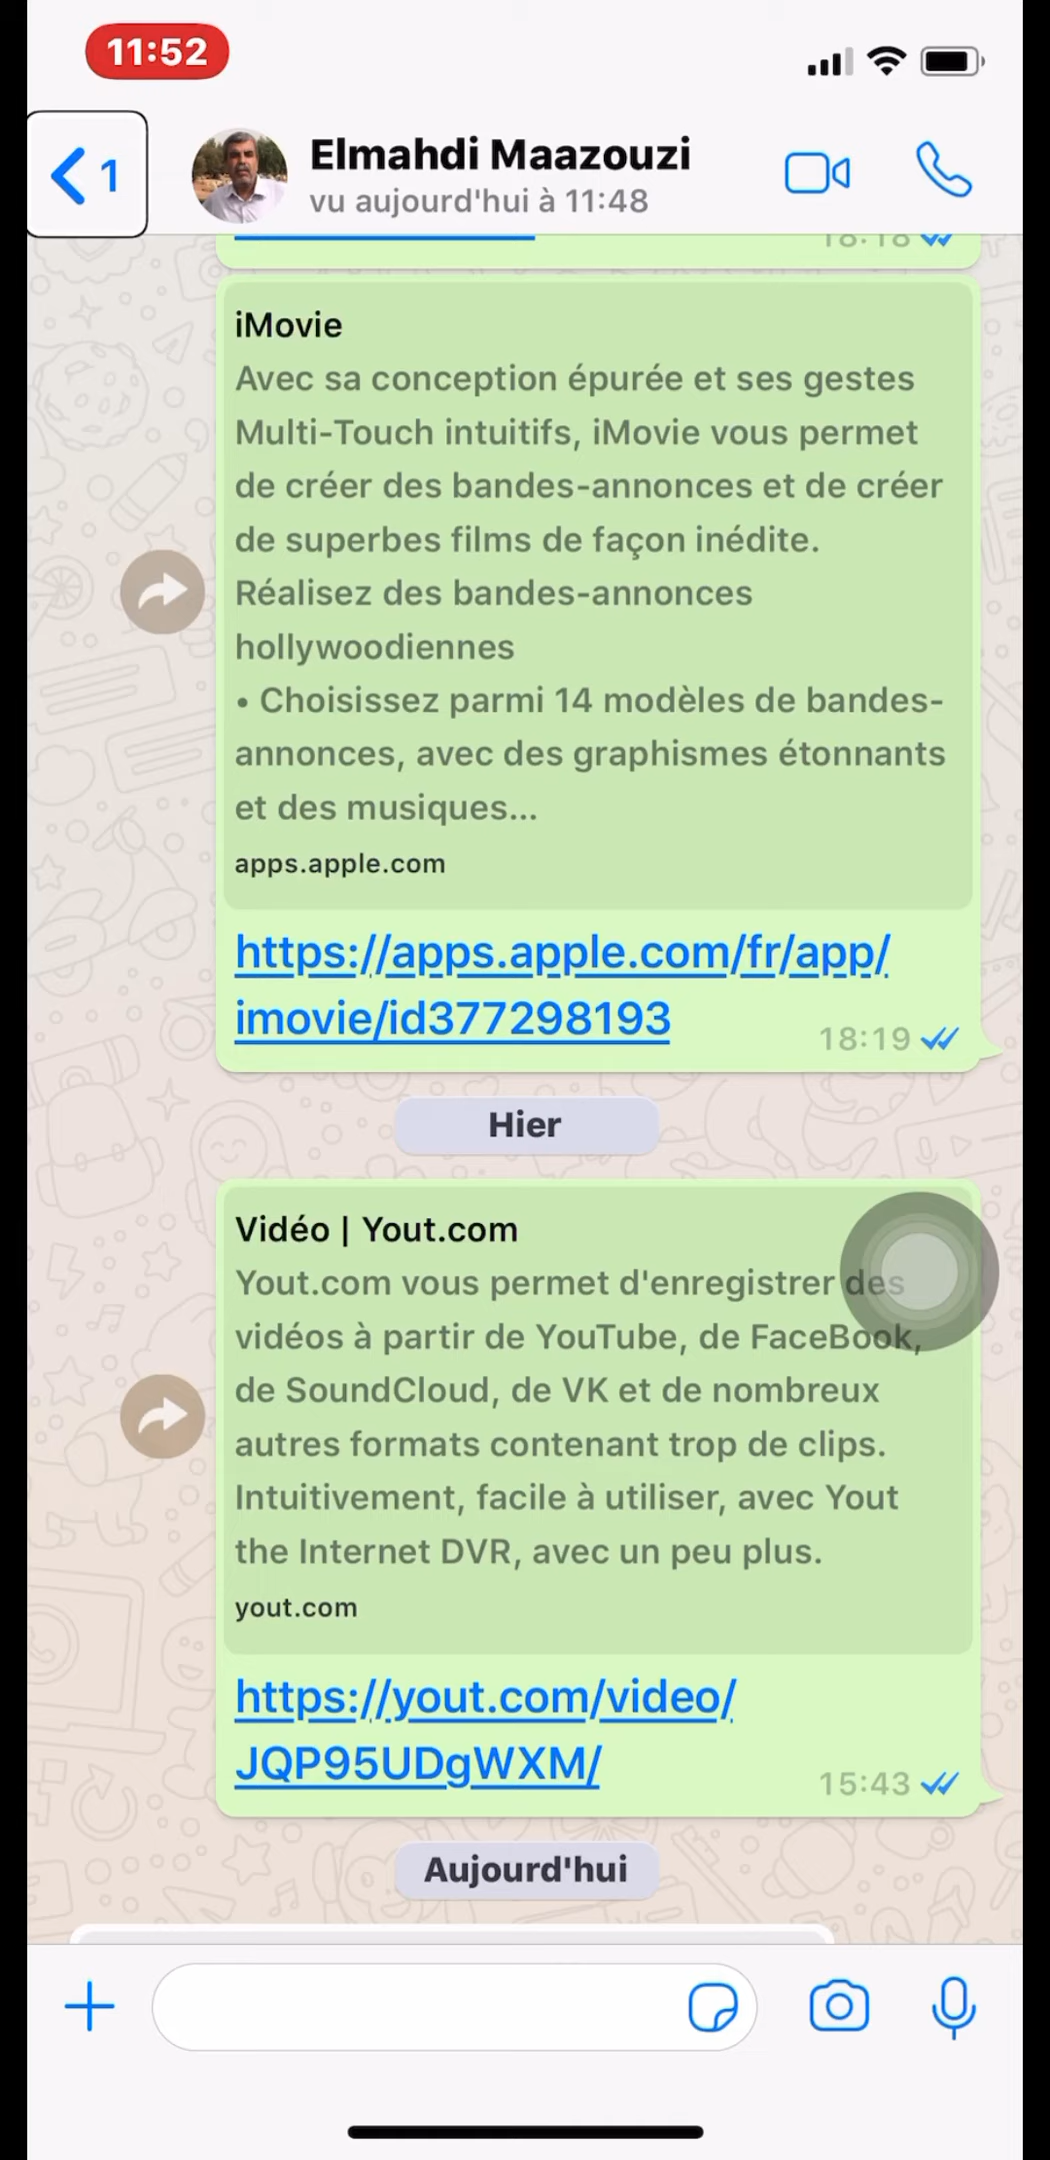 11:52
1
Elmahdi Maazouzi
vu aujourd'hui à 11:48
18:18
iMovie
Avec sa conception épurée et ses gestes
Multi-Touch intuitifs, iMovie vous permet
de créer des bandes-annonces et de créer
de superbes films de façon inédite.
Réalisez des bandes-annonces
hollywoodiennes
• Choisissez parmi 14 modèles de bandes-
annonces, avec des graphismes étonnants
et des musiques...
apps.apple.com
https://apps.apple.com/fr/app/
imovie/id377298193
18:19
Hier
Vidéo | Yout.com
Yout.com vous permet d'enregistrer des
vidéos à partir de YouTube, de FaceBook,
de SoundCloud, de VK et de nombreux
autres formats contenant trop de clips.
Intuitivement, facile à utiliser, avec Yout
the Internet DVR, avec un peu plus.
yout.com
https://yout.com/video/
JQP95UDgWXM/
15:43
Aujourd'hui